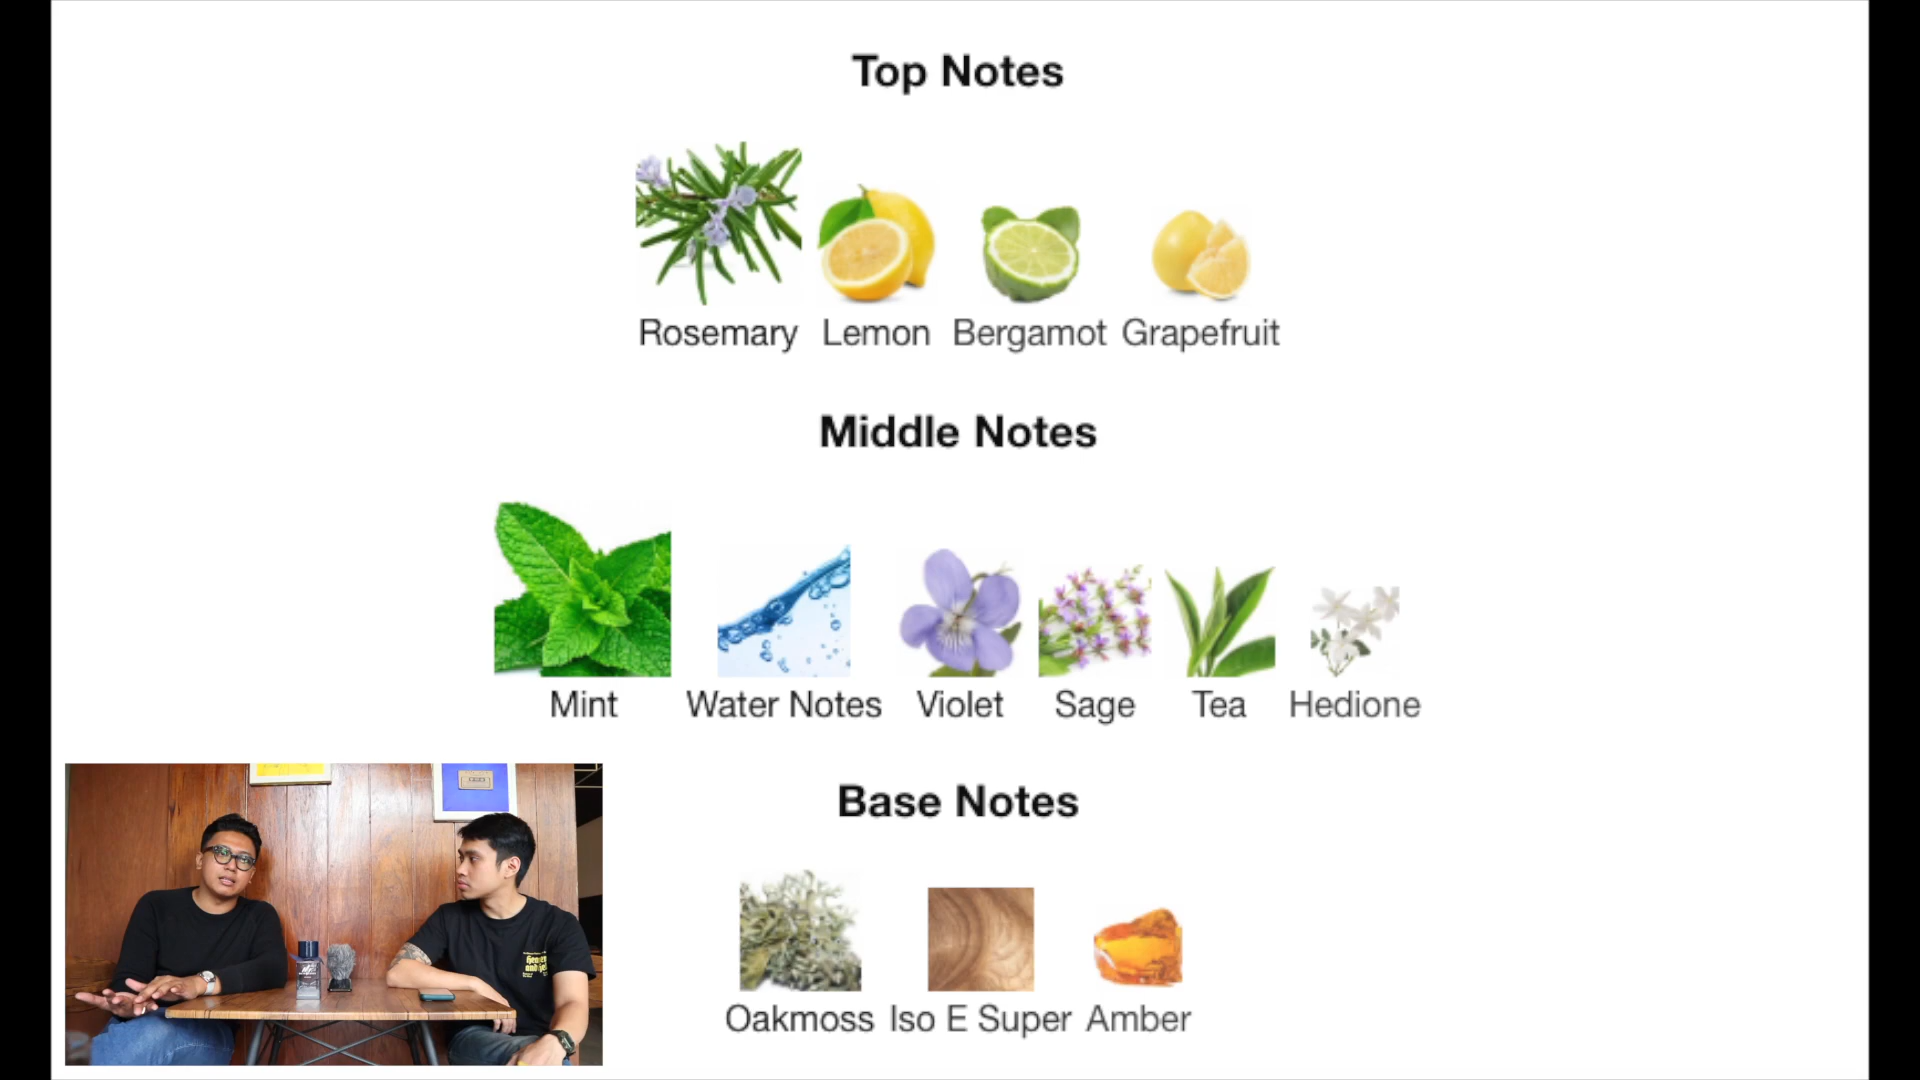 Top Notes
Rosemary Lemon Bergamot Grapefruit
Middle Notes
Mint Water Notes Violet Sage Tea Hedione
Base Notes
Oakmoss Iso E Super Amber